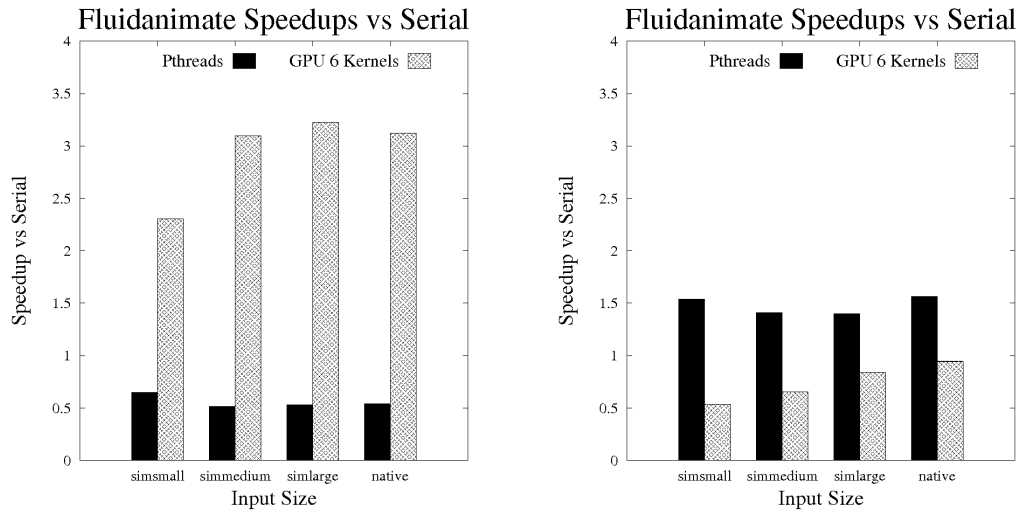 Fluidanimate Speedups vs Serial
4
Pthreads GPU 6 Kernels
3.5
3
2.5
2
1.5
1
0.5
0
Speedup vs Serial
simsmall simmedium simlarge native
Input Size
Fluidanimate Speedups vs Serial
4
Pthreads GPU 6 Kernels
3.5
3
2.5
2
1.5
1
0.5
0
Speedup vs Serial
simsmall simmedium simlarge native
Input Size